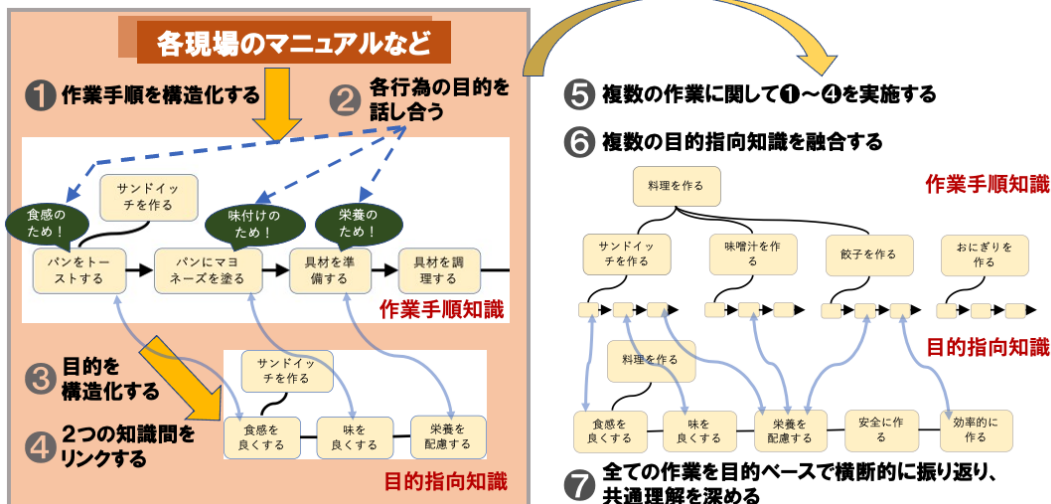 各現場のマニュアルなど
❶ 作業手順を構造化する
❷ 各行為の目的を
話し合う
サンドイッ
チを作る
食感の
ため！
味付けの
ため！
栄養の
ため！
パンをトー
ストする
パンにマヨ
ネーズを塗る
具材を準
備する
具材を調
理する
作業手順知識
❸ 目的を
構造化する
❹ 2つの知識間を
リンクする
サンドイッ
チを作る
食感を
良くする
味を
良くする
栄養を
配慮する
目的指向知識
❺ 複数の作業に関して❶～❹を実施する
❻ 複数の目的指向知識を融合する
料理を作る
作業手順知識
サンドイッ
チを作る
味噌汁を作
る
餃子を作る
おにぎりを
作る
目的指向知識
料理を作る
食感を
良くする
味を
良くする
栄養を
配慮する
安全に作
る
効率的に
作る
❼ 全ての作業を目的ベースで横断的に振り返り、
共通理解を深める